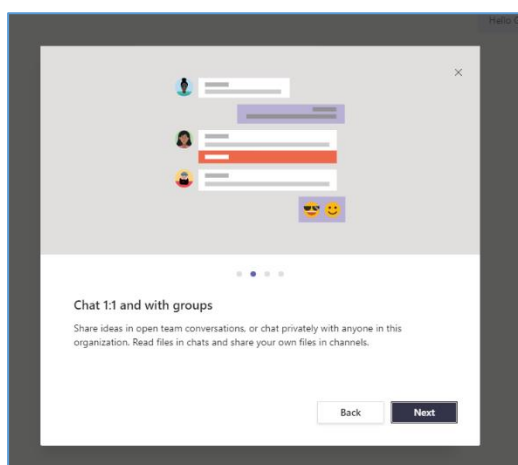 Hello
Chat 1:1 and with groups
Share ideas in open team conversations, or chat privately with anyone in this
organization. Read files in chats and share your own files in channels.
Back
Next